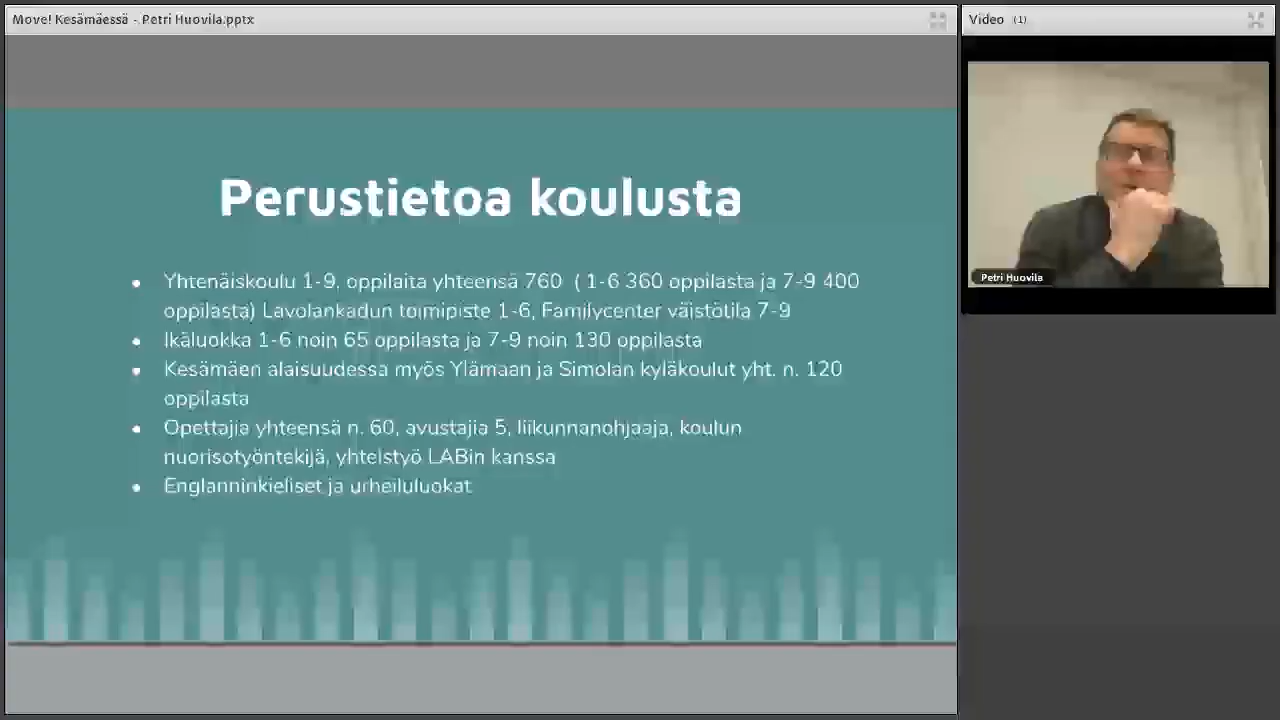 Move! Kesämäessä - Petri Huovila.pptx
Video (1)
Perustietoa koulusta
Yhtenäiskoulu 1-9, oppilaita yhteensä 760 ( 1-6 360 oppilasta ja 7-9 400
oppilasta) Lavolankadun toimipiste 1-6, Familycenter väistötila 7-9
Ikäluokka 1-6 noin 65 oppilasta ja 7-9 noin 130 oppilasta
Kesämäen alaisuudessa myös Ylämaan ja Simolan kyläkoulut yht. n. 120
oppilasta
Opettajia yhteensä n. 60, avustajia 5, liikunnanohjaaja, koulun
nuorisotyöntekijä, yhteistyö LABin kanssa
Englanninkieliset ja urheiluluokat
Petri Huovila